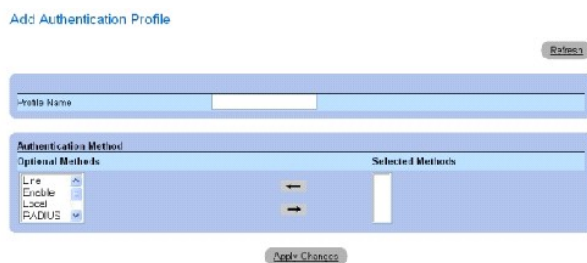 Add Authentication Profile
Refresh
Profile Name
Authentication Method
Optional Methods Selected Methods
Line
Enable
Local
RADIUS
Apply Changes